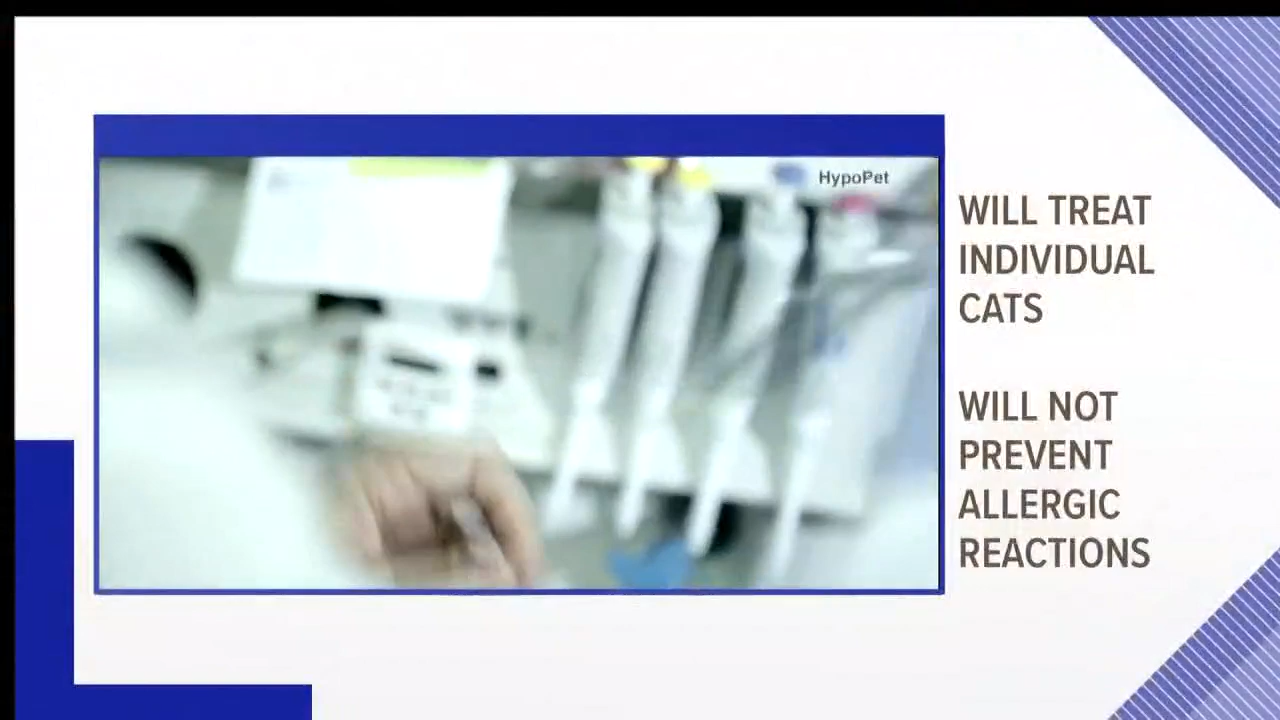 HypoPet
WILL TREAT
INDIVIDUAL
CATS
WILL NOT
PREVENT
ALLERGIC
REACTIONS